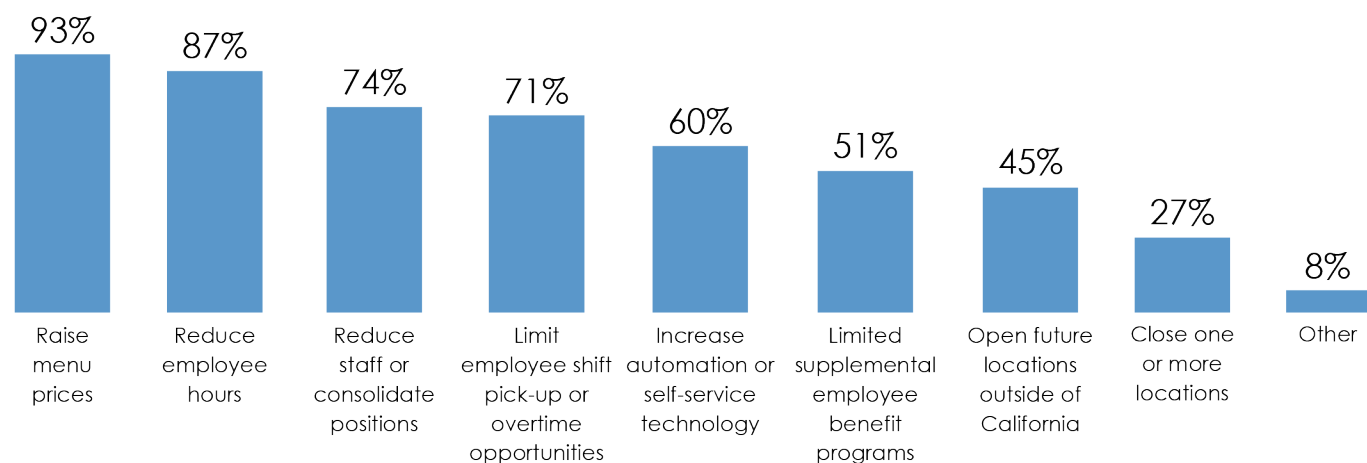 93%
87%
74%
71%
60%
51%
45%
27%
8%
Raise
menu
prices
Reduce
employee
hours
Reduce
staff or
consolidate
positions
Limit
employee shift
pick-up or
overtime
opportunities
Increase
automation or
self-service
technology
Limited
supplemental
employee
benefit
programs
Open future
locations
outside of
California
Close one
or more
locations
Other